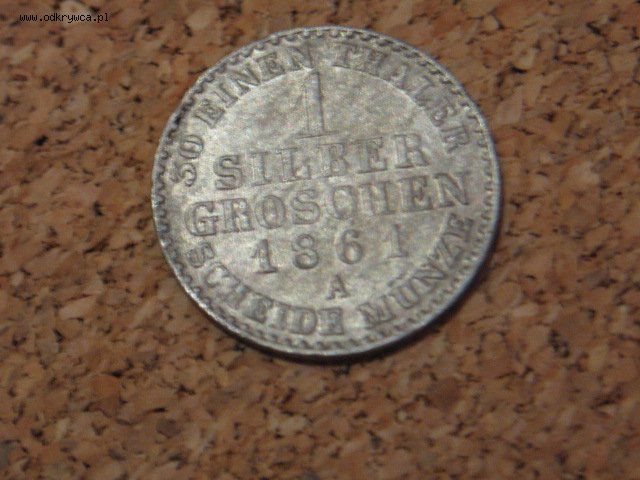 www.odkrywca.pl
30 EINEN THALER
1
SILBER
GROSCHEN
1861
A
SCHEIDE MÜNZE